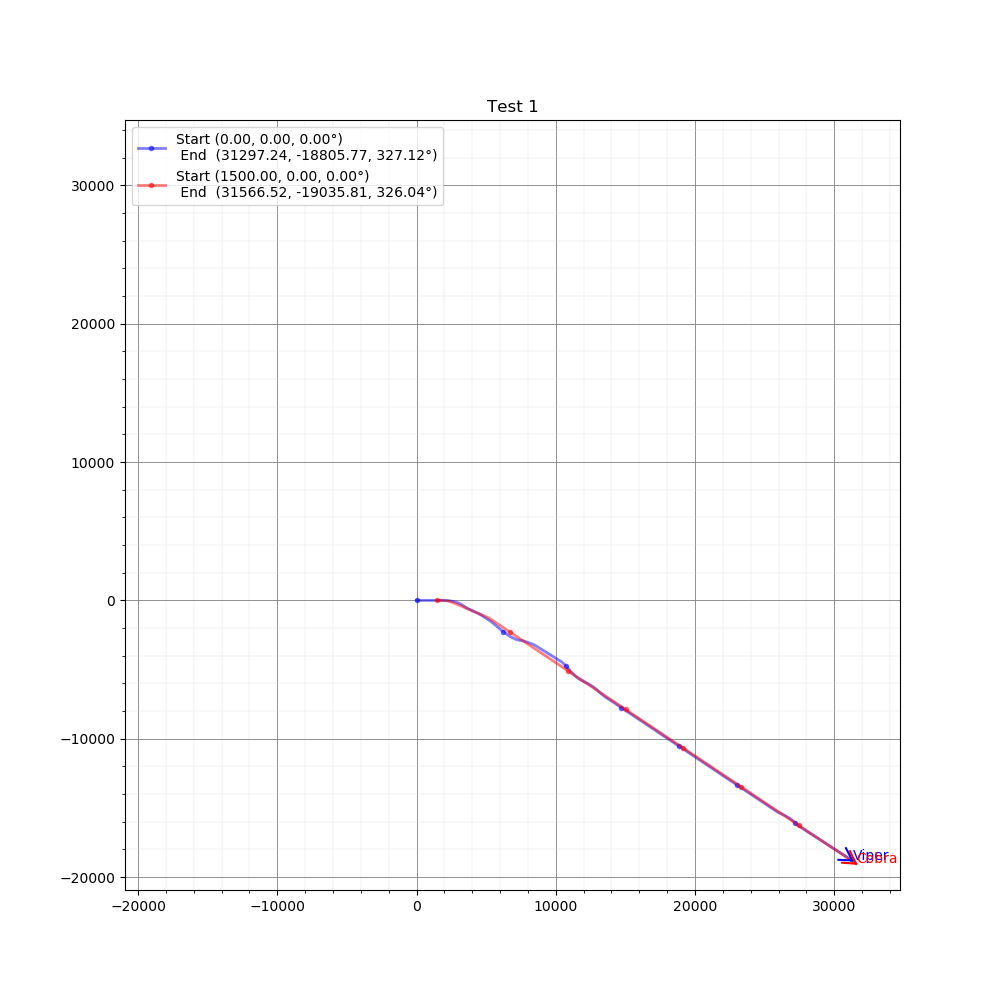 Test 1
Start (0.00, 0.00, 0.00°)
End (31297.24, -18805.77, 327.12°)
Start (1500.00, 0.00, 0.00°)
End (31566.52, -19035.81, 326.04°)
30000
20000
10000
0
−10000
−20000
Viper
Cobra
−20000
−10000
0
10000
20000
30000